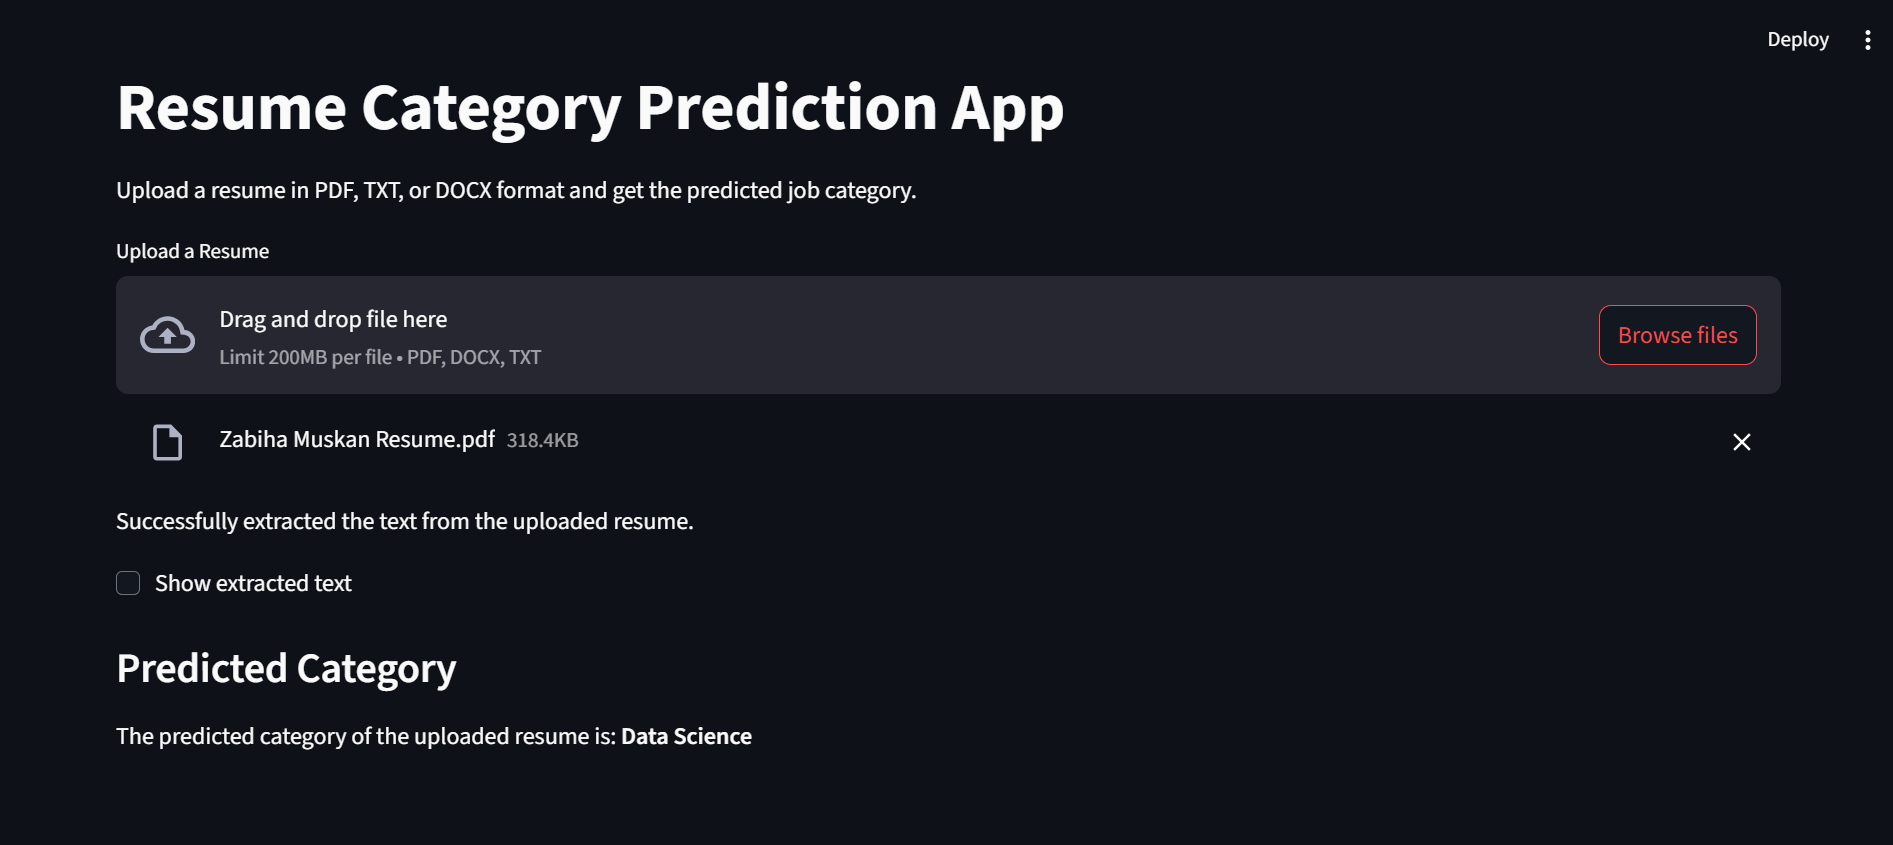 Deploy
Resume Category Prediction App
Upload a resume in PDF, TXT, or DOCX format and get the predicted job category.
Upload a Resume
Drag and drop file here
Limit 200MB per file • PDF, DOCX, TXT
Browse files
Zabiha Muskan Resume.pdf 318.4KB
Successfully extracted the text from the uploaded resume.
Show extracted text
Predicted Category
The predicted category of the uploaded resume is: Data Science